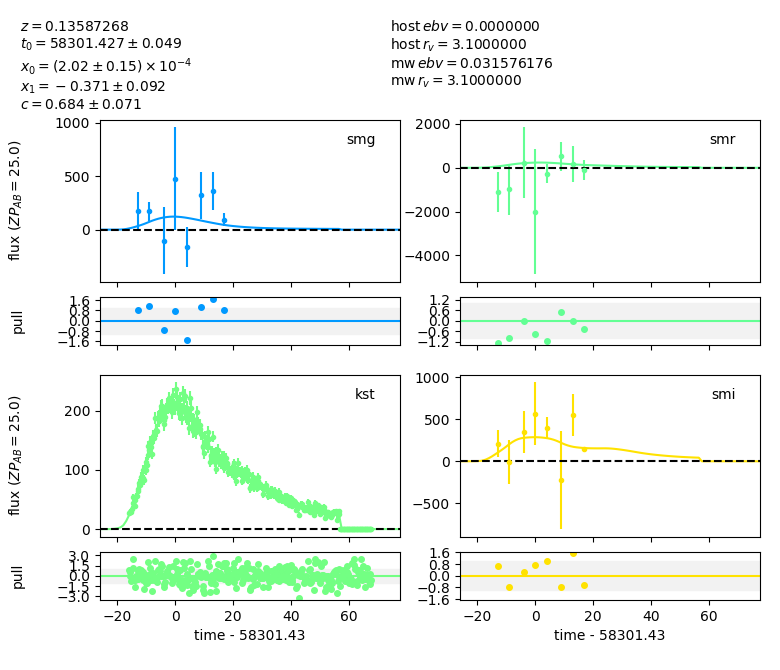 z = 0.13587268
t₀ = 58301.427 ± 0.049
x₀ = (2.02 ± 0.15) × 10⁻⁴
x₁ = −0.371 ± 0.092
c = 0.684 ± 0.071
host ebv = 0.0000000
host r_v = 3.1000000
mw ebv = 0.031576176
mw r_v = 3.1000000
flux (ZP_AB = 25.0)
1000
500
0
smg
2000
0
−2000
−4000
smr
pull
1.6
0.8
0.0
−0.8
−1.6
1.2
0.6
0.0
−0.6
−1.2
flux (ZP_AB = 25.0)
200
100
0
kst
1000
500
0
−500
smi
pull
3.0
1.5
0.0
−1.5
−3.0
1.6
0.8
0.0
−0.8
−1.6
−20 0 20 40 60
−20 0 20 40 60
time - 58301.43
time - 58301.43